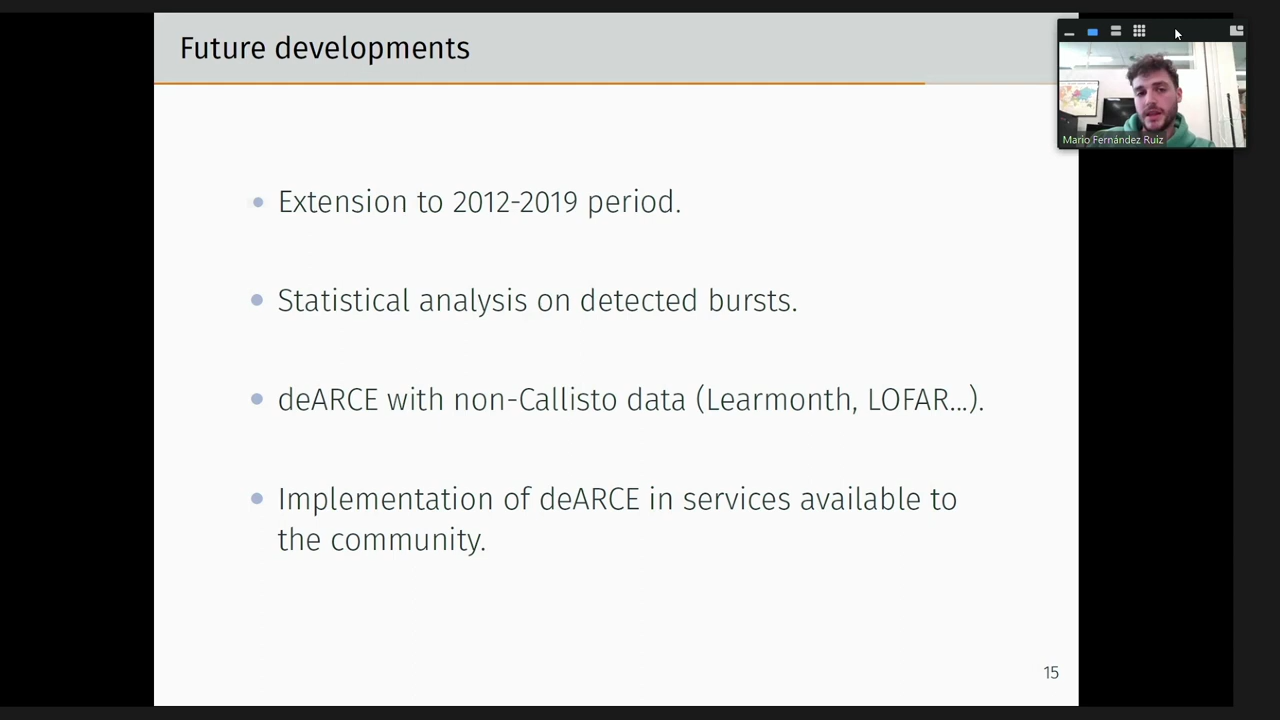 Future developments
Mario Fernández Ruiz
• Extension to 2012-2019 period.
• Statistical analysis on detected bursts.
• deARCE with non-Callisto data (Learmonth, LOFAR...).
• Implementation of deARCE in services available to
the community.
15